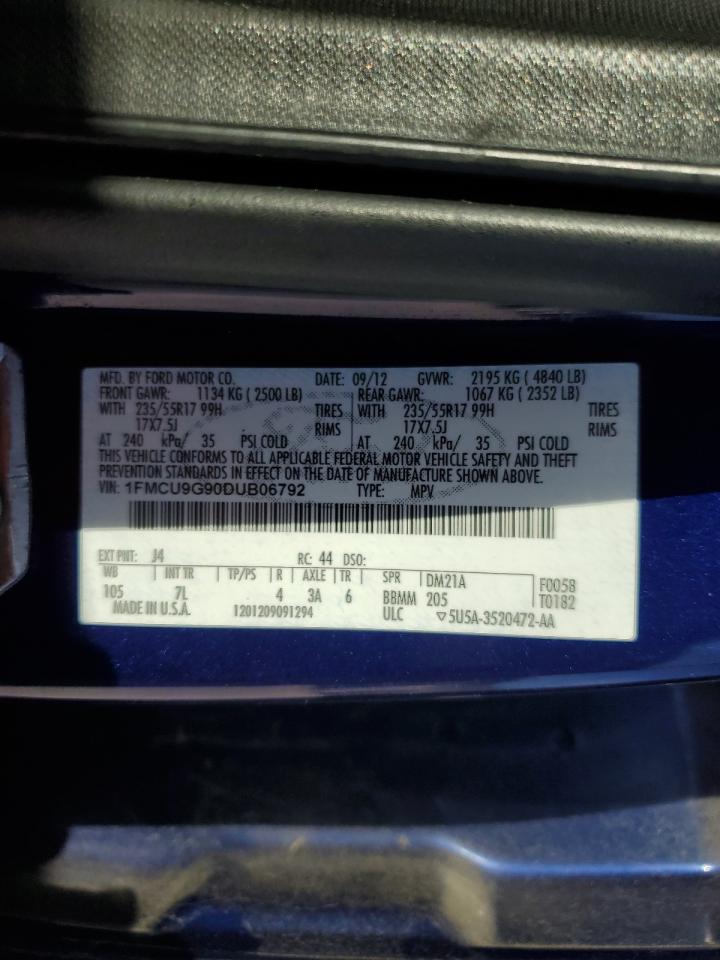 MFD. BY FORD MOTOR CO. DATE: 09/12 GVWR: 2195 KG ( 4840 LB)
FRONT GAWR: 1134 KG ( 2500 LB) REAR GAWR: 1067 KG ( 2352 LB)
WITH 235/55R17 99H TIRES WITH 235/55R17 99H TIRES
17X7.5J RIMS 17X7.5J RIMS
AT 240 kPa/ 35 PSI COLD AT 240 kPa/ 35 PSI COLD
THIS VEHICLE CONFORMS TO ALL APPLICABLE FEDERAL MOTOR VEHICLE SAFETY AND THEFT
PREVENTION STANDARDS IN EFFECT ON THE DATE OF MANUFACTURE SHOWN ABOVE.
VIN: 1FMCU9G90DUB06792 TYPE: MPV
EXT PNT: J4 RC: 44 DSO:
WB INT TR TP/PS R AXLE TR SPR DM21A F0058
105 7L 4 3A 6 BBMM 205 T0182
MADE IN U.S.A. 1201209091294 ULC ▽5U5A-3520472-AA